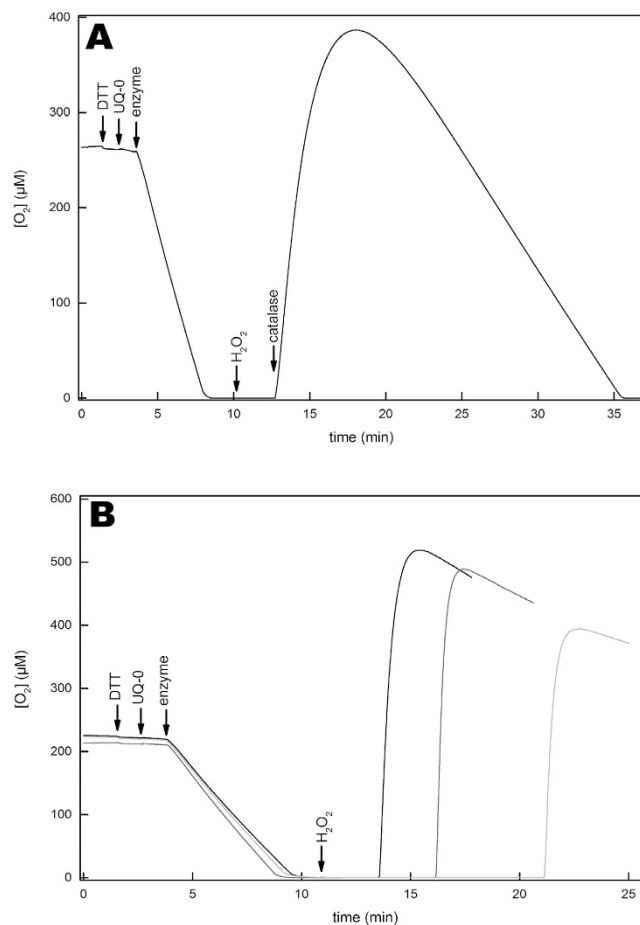 A
DTT
UQ-0
enzyme
H₂O₂
catalase
400
300
200
100
0
[O₂] (µM)
0 5 10 15 20 25 30 35
time (min)
B
DTT
UQ-0
enzyme
H₂O₂
600
500
400
300
200
100
0
[O₂] (µM)
0 5 10 15 20 25
time (min)